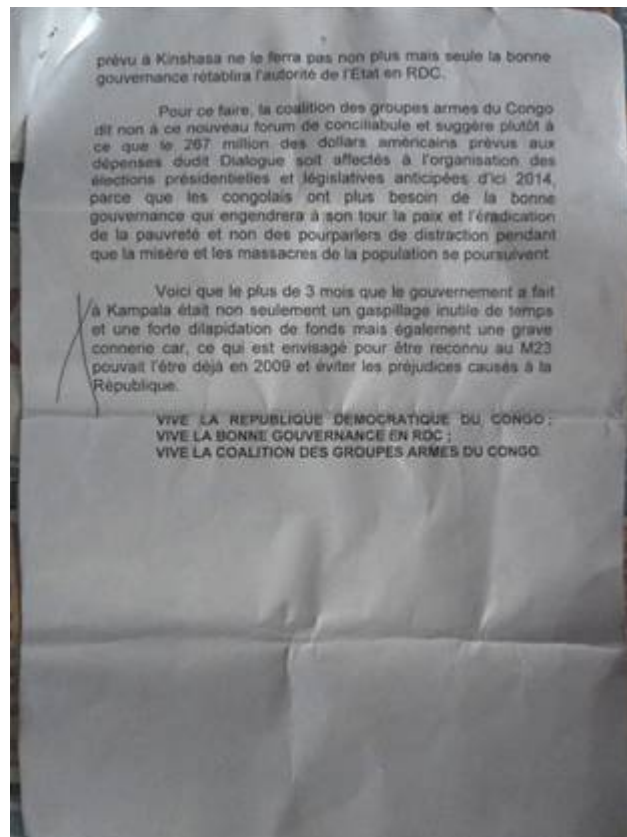 prévu à Kinshasa ne le ferra pas non plus mais seule la bonne
gouvernance rétablira l'autorité de l'État en RDC.
Pour ce faire, la coalition des groupes armes du Congo
dit non à ce nouveau forum de conciliabule et suggère plutôt à
ce que le 267 million des dollars américains prévus aux
dépenses dudit Dialogue soit affectés à l'organisation des
élections présidentielles et législatives anticipées d'ici 2014,
parce que les congolais ont plus besoin de la bonne
gouvernance qui engendrera à son tour la paix et l'éradication
de la pauvreté et non des pourparlers de distraction pendant
que la misère et les massacres de la population se poursuivent.
Voici que le plus de 3 mois que le gouvernement a fait
à Kampala était non seulement un gaspillage inutile de temps
et une forte dilapidation de fonds mais également une grave
connerie car, ce qui est envisagé pour être reconnu au M23
pouvait l'être déjà en 2009 et éviter les préjudices causés à la
République.
VIVE LA REPUBLIQUE DEMOCRATIQUE DU CONGO ;
VIVE LA BONNE GOUVERNANCE EN RDC ;
VIVE LA COALITION DES GROUPES ARMES DU CONGO.